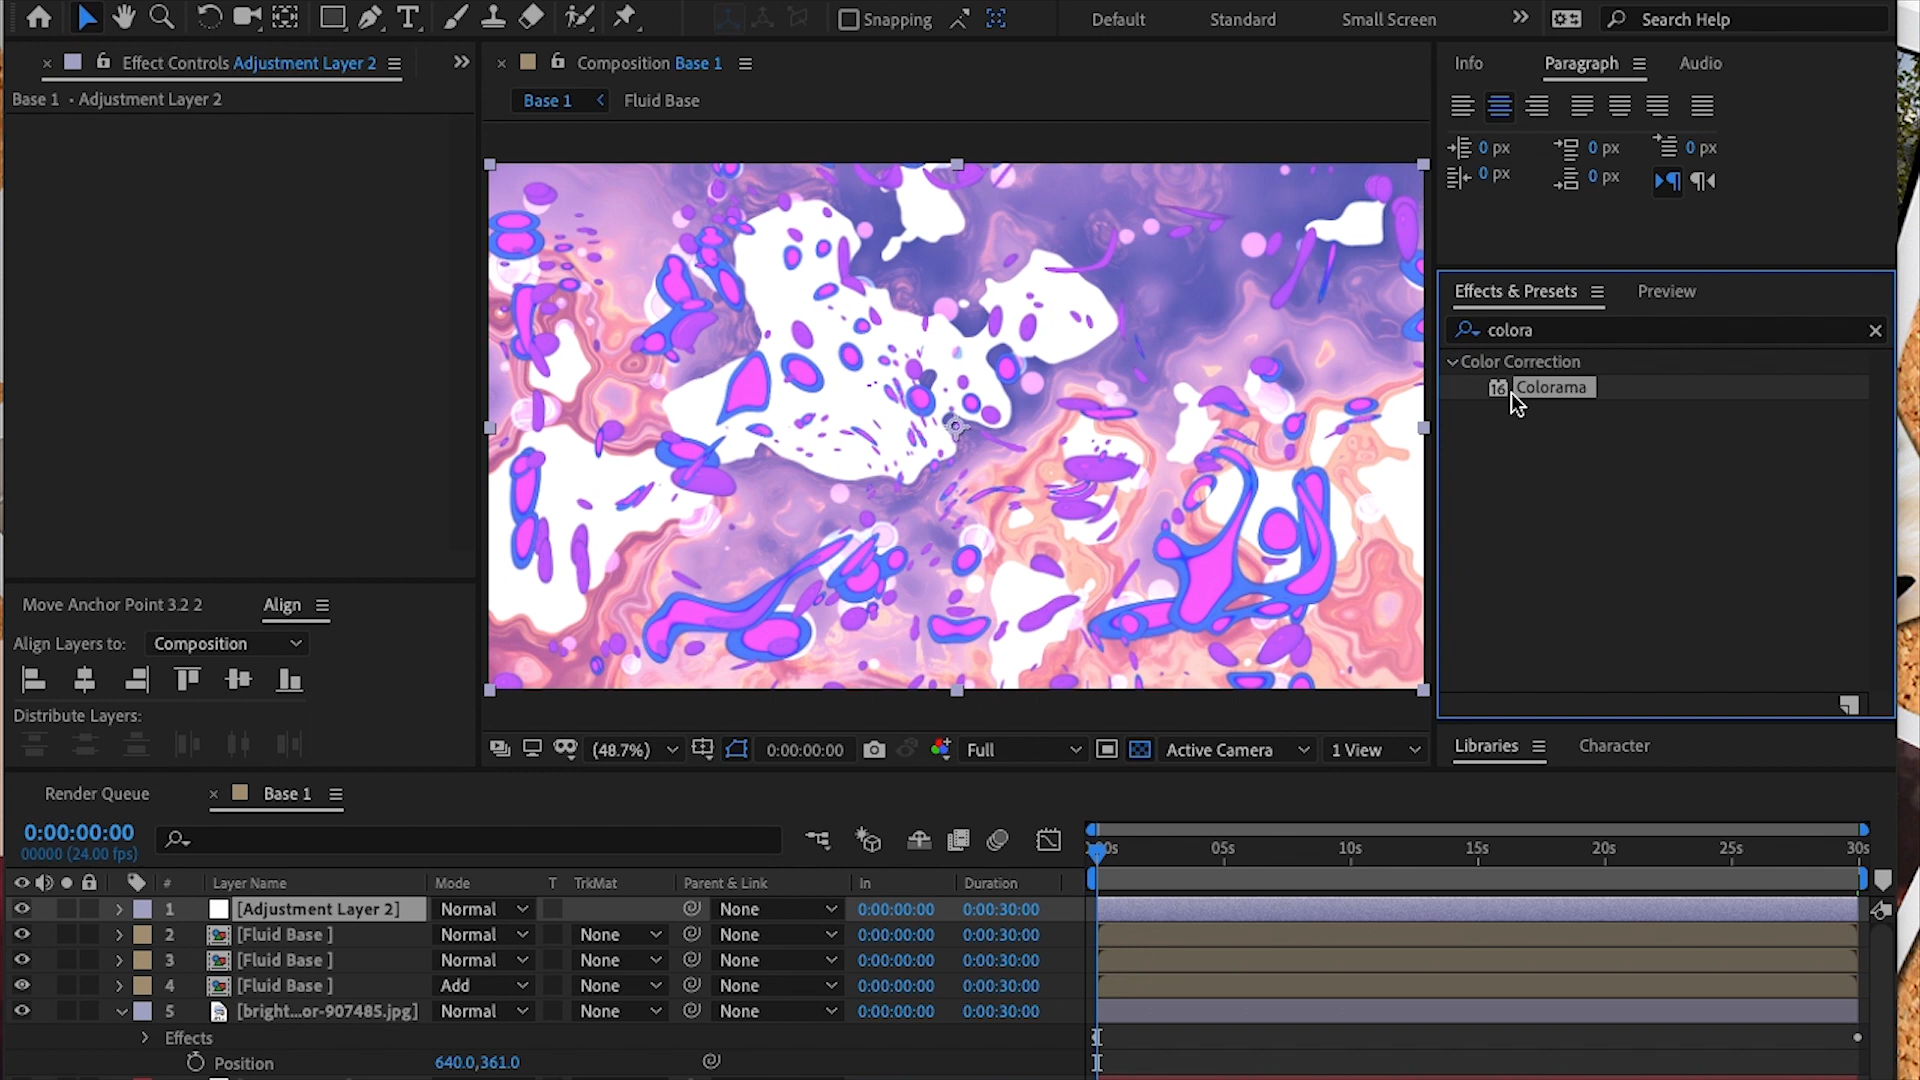 Snapping
Default
Standard
Small Screen
Search Help
Effect Controls Adjustment Layer 2
Base 1 • Adjustment Layer 2
Composition Base 1
Base 1
Fluid Base
Info
Paragraph
Audio
0 px
0 px
0 px
0 px
0 px
Effects & Presets
Preview
colora
Color Correction
16
Colorama
Move Anchor Point 3.2 2
Align
Align Layers to:
Composition
Distribute Layers:
(48.7%)
0:00:00:00
Full
Active Camera
1 View
Libraries
Character
Render Queue
Base 1
0:00:00:00
00000 (24.00 fps)
:00s
05s
10s
15s
20s
25s
30s
#
Layer Name
Mode
T
TrkMat
Parent & Link
In
Duration
1
[Adjustment Layer 2]
Normal
None
0:00:00:00
0:00:30:00
2
[Fluid Base ]
Normal
None
None
0:00:00:00
0:00:30:00
3
[Fluid Base ]
Normal
None
None
0:00:00:00
0:00:30:00
4
[Fluid Base ]
Add
None
None
0:00:00:00
0:00:30:00
5
[bright...or-907485.jpg]
Normal
None
None
0:00:00:00
0:00:30:00
Effects
Position
640.0,361.0